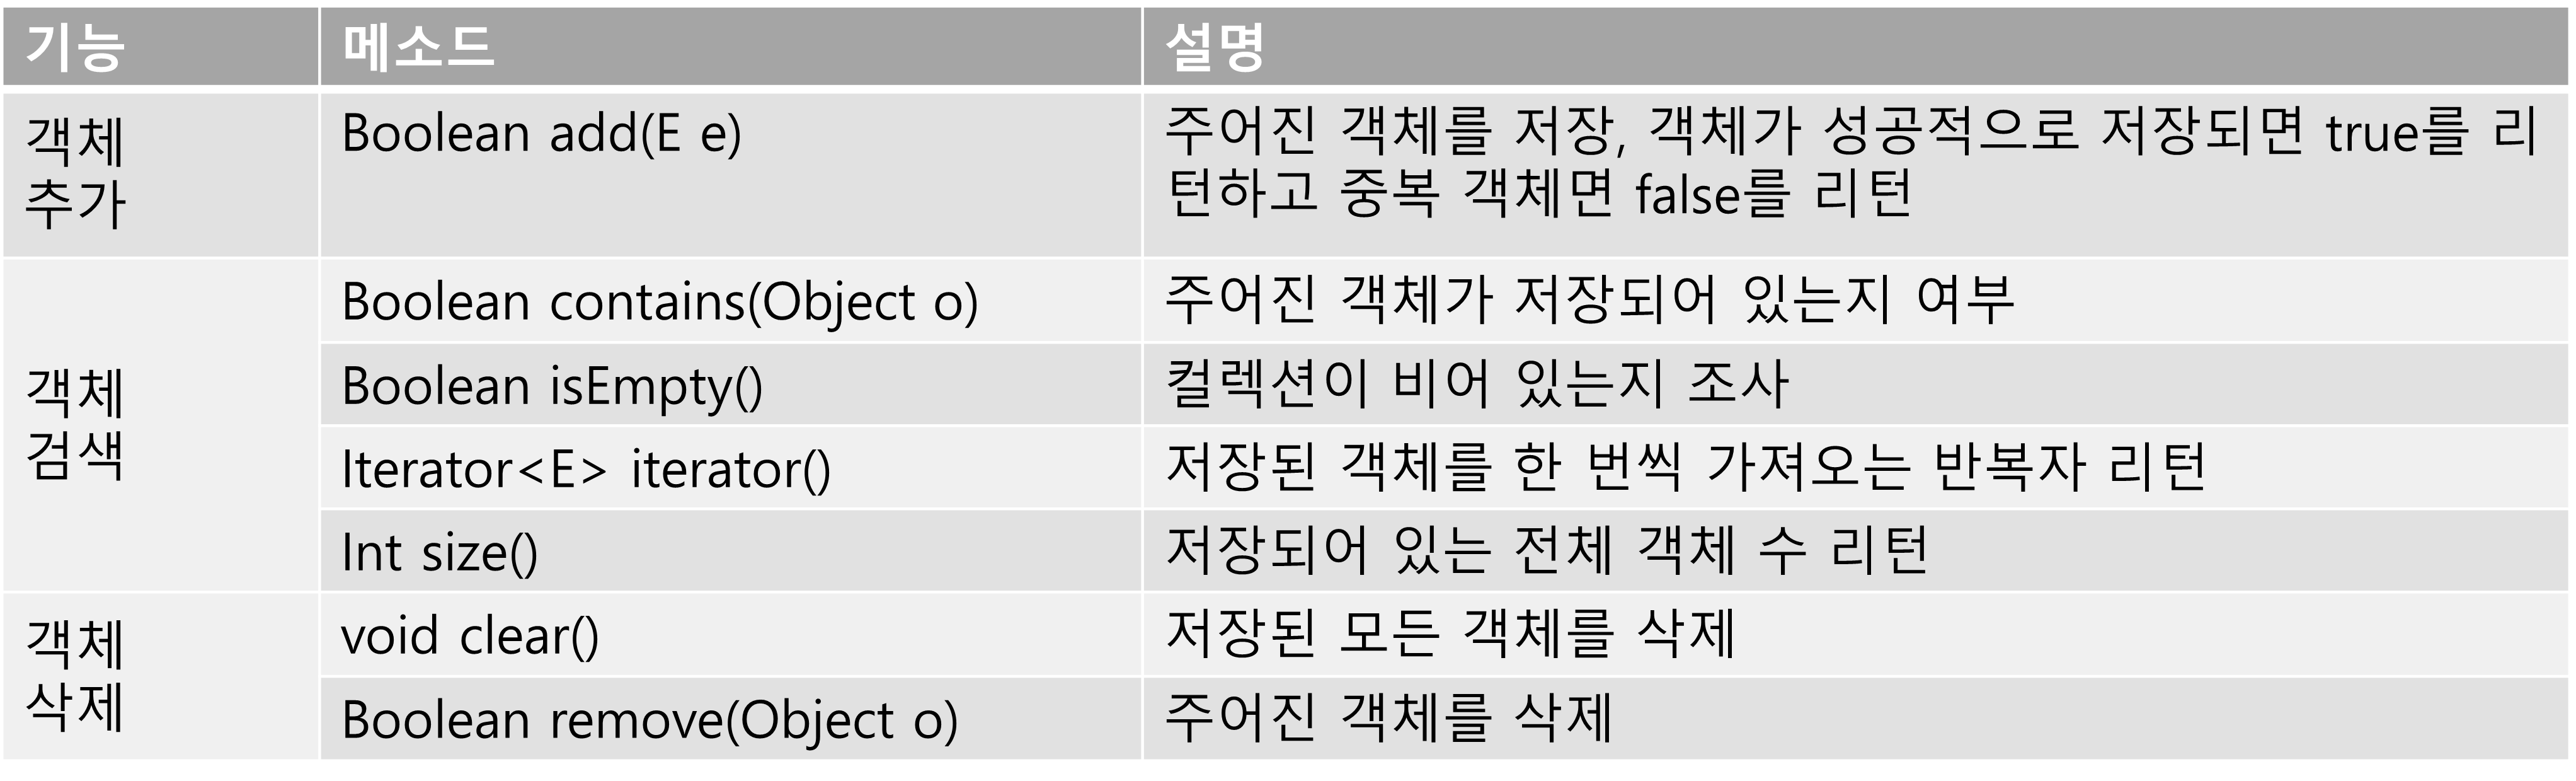 기능 메소드 설명
객체
추가
Boolean add(E e)
주어진 객체를 저장, 객체가 성공적으로 저장되면 true를 리
턴하고 중복 객체면 false를 리턴
객체
검색
Boolean contains(Object o) 주어진 객체가 저장되어 있는지 여부
Boolean isEmpty() 컬렉션이 비어 있는지 조사
Iterator<E> iterator() 저장된 객체를 한 번씩 가져오는 반복자 리턴
Int size() 저장되어 있는 전체 객체 수 리턴
객체
삭제
void clear() 저장된 모든 객체를 삭제
Boolean remove(Object o) 주어진 객체를 삭제